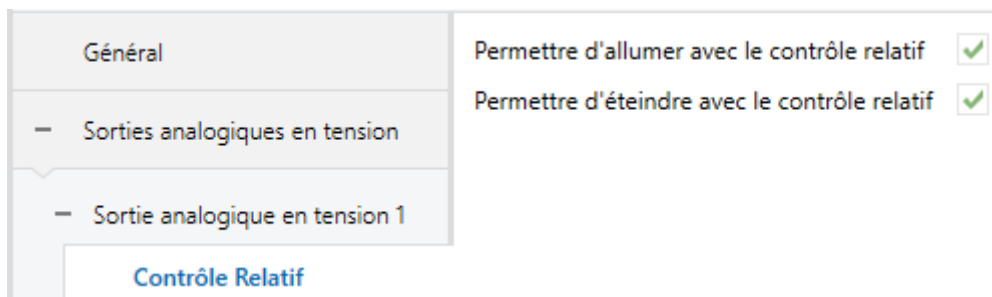 Général
Sorties analogiques en tension
Sortie analogique en tension 1
Contrôle Relatif
Permettre d'allumer avec le contrôle relatif
Permettre d'éteindre avec le contrôle relatif